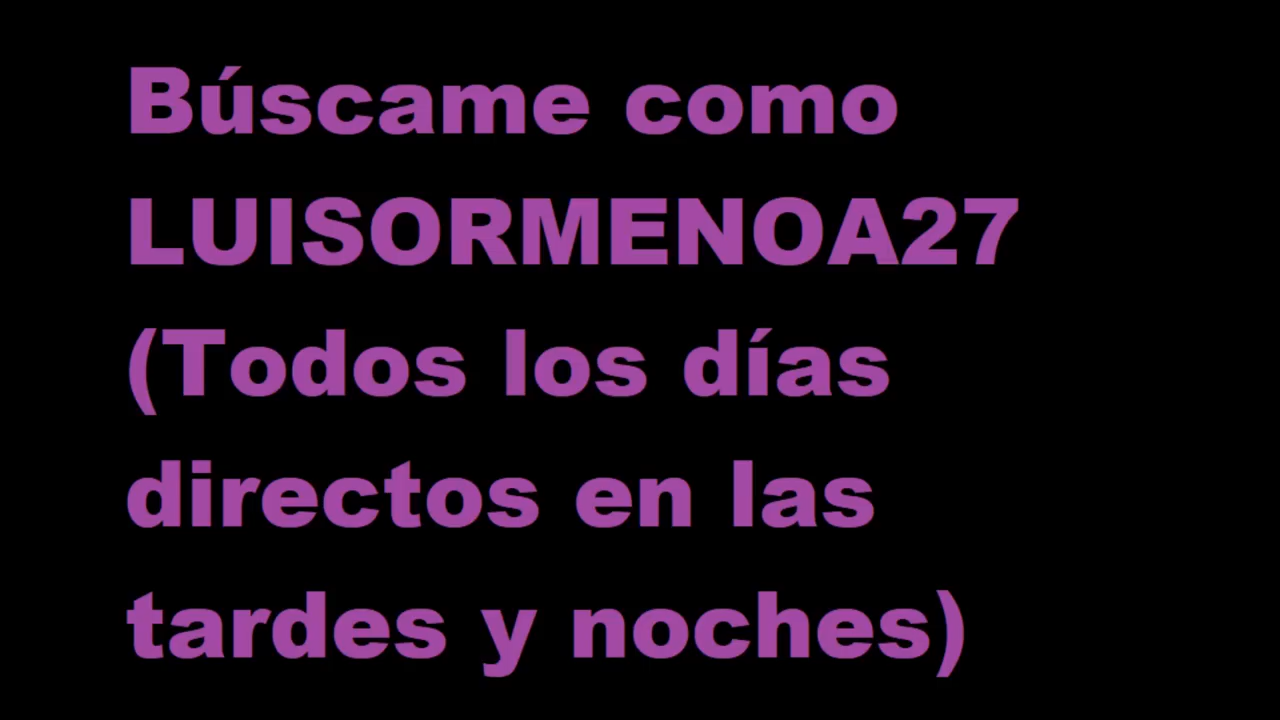 Búscame como
LUISORMENOA27
(Todos los días
directos en las
tardes y noches)